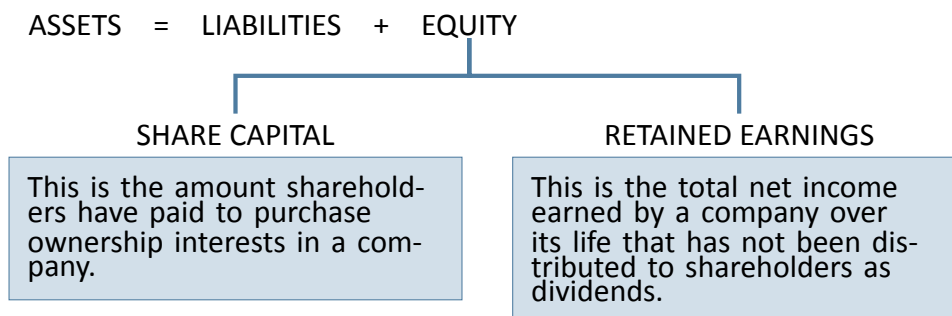 ASSETS = LIABILITIES + EQUITY
SHARE CAPITAL
This is the amount sharehold-
ers have paid to purchase
ownership interests in a com-
pany.
RETAINED EARNINGS
This is the total net income
earned by a company over
its life that has not been dis-
tributed to shareholders as
dividends.